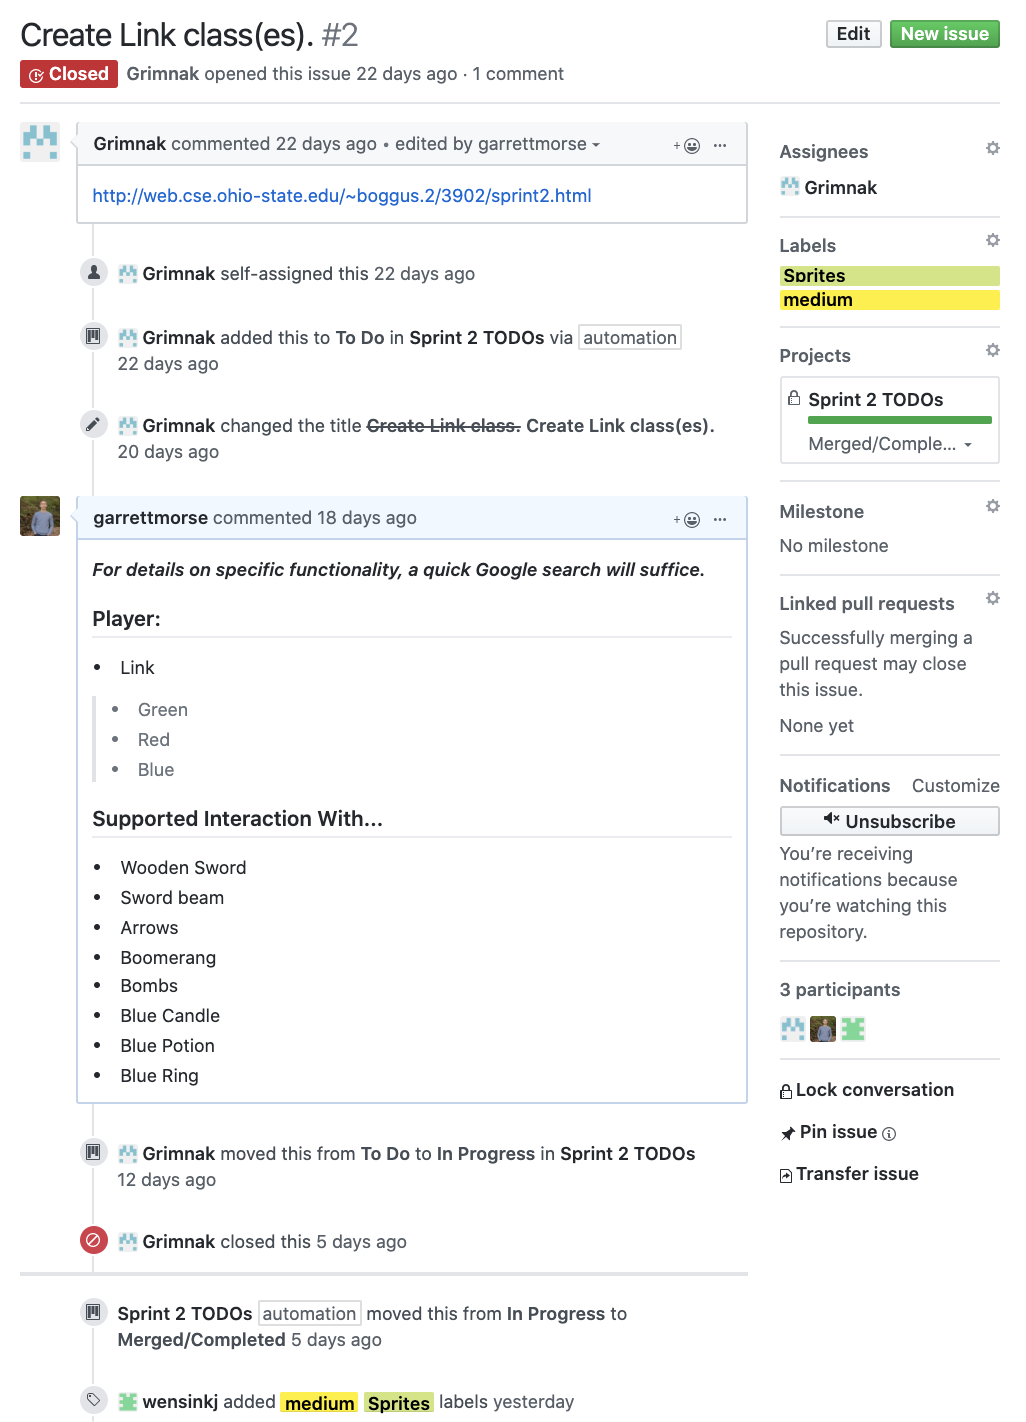 Create Link class(es). #2
Edit
New issue
Closed
Grimnak opened this issue 22 days ago · 1 comment
Grimnak commented 22 days ago • edited by garrettmorse
http://web.cse.ohio-state.edu/~boggus.2/3902/sprint2.html
Grimnak self-assigned this 22 days ago
Grimnak added this to To Do in Sprint 2 TODOs via automation
22 days ago
Grimnak changed the title Create Link class. Create Link class(es).
20 days ago
garrettmorse commented 18 days ago
For details on specific functionality, a quick Google search will suffice.
Player:
• Link
• Green
• Red
• Blue
Supported Interaction With...
• Wooden Sword
• Sword beam
• Arrows
• Boomerang
• Bombs
• Blue Candle
• Blue Potion
• Blue Ring
Grimnak moved this from To Do to In Progress in Sprint 2 TODOs
12 days ago
Grimnak closed this 5 days ago
Sprint 2 TODOs automation moved this from In Progress to
Merged/Completed 5 days ago
wensinkj added medium Sprites labels yesterday
Assignees
Grimnak
Labels
Sprites
medium
Projects
Sprint 2 TODOs
Merged/Comple...
Milestone
No milestone
Linked pull requests
Successfully merging a
pull request may close
this issue.
None yet
Notifications
Customize
Unsubscribe
You’re receiving
notifications because
you’re watching this
repository.
3 participants
Lock conversation
Pin issue
Transfer issue